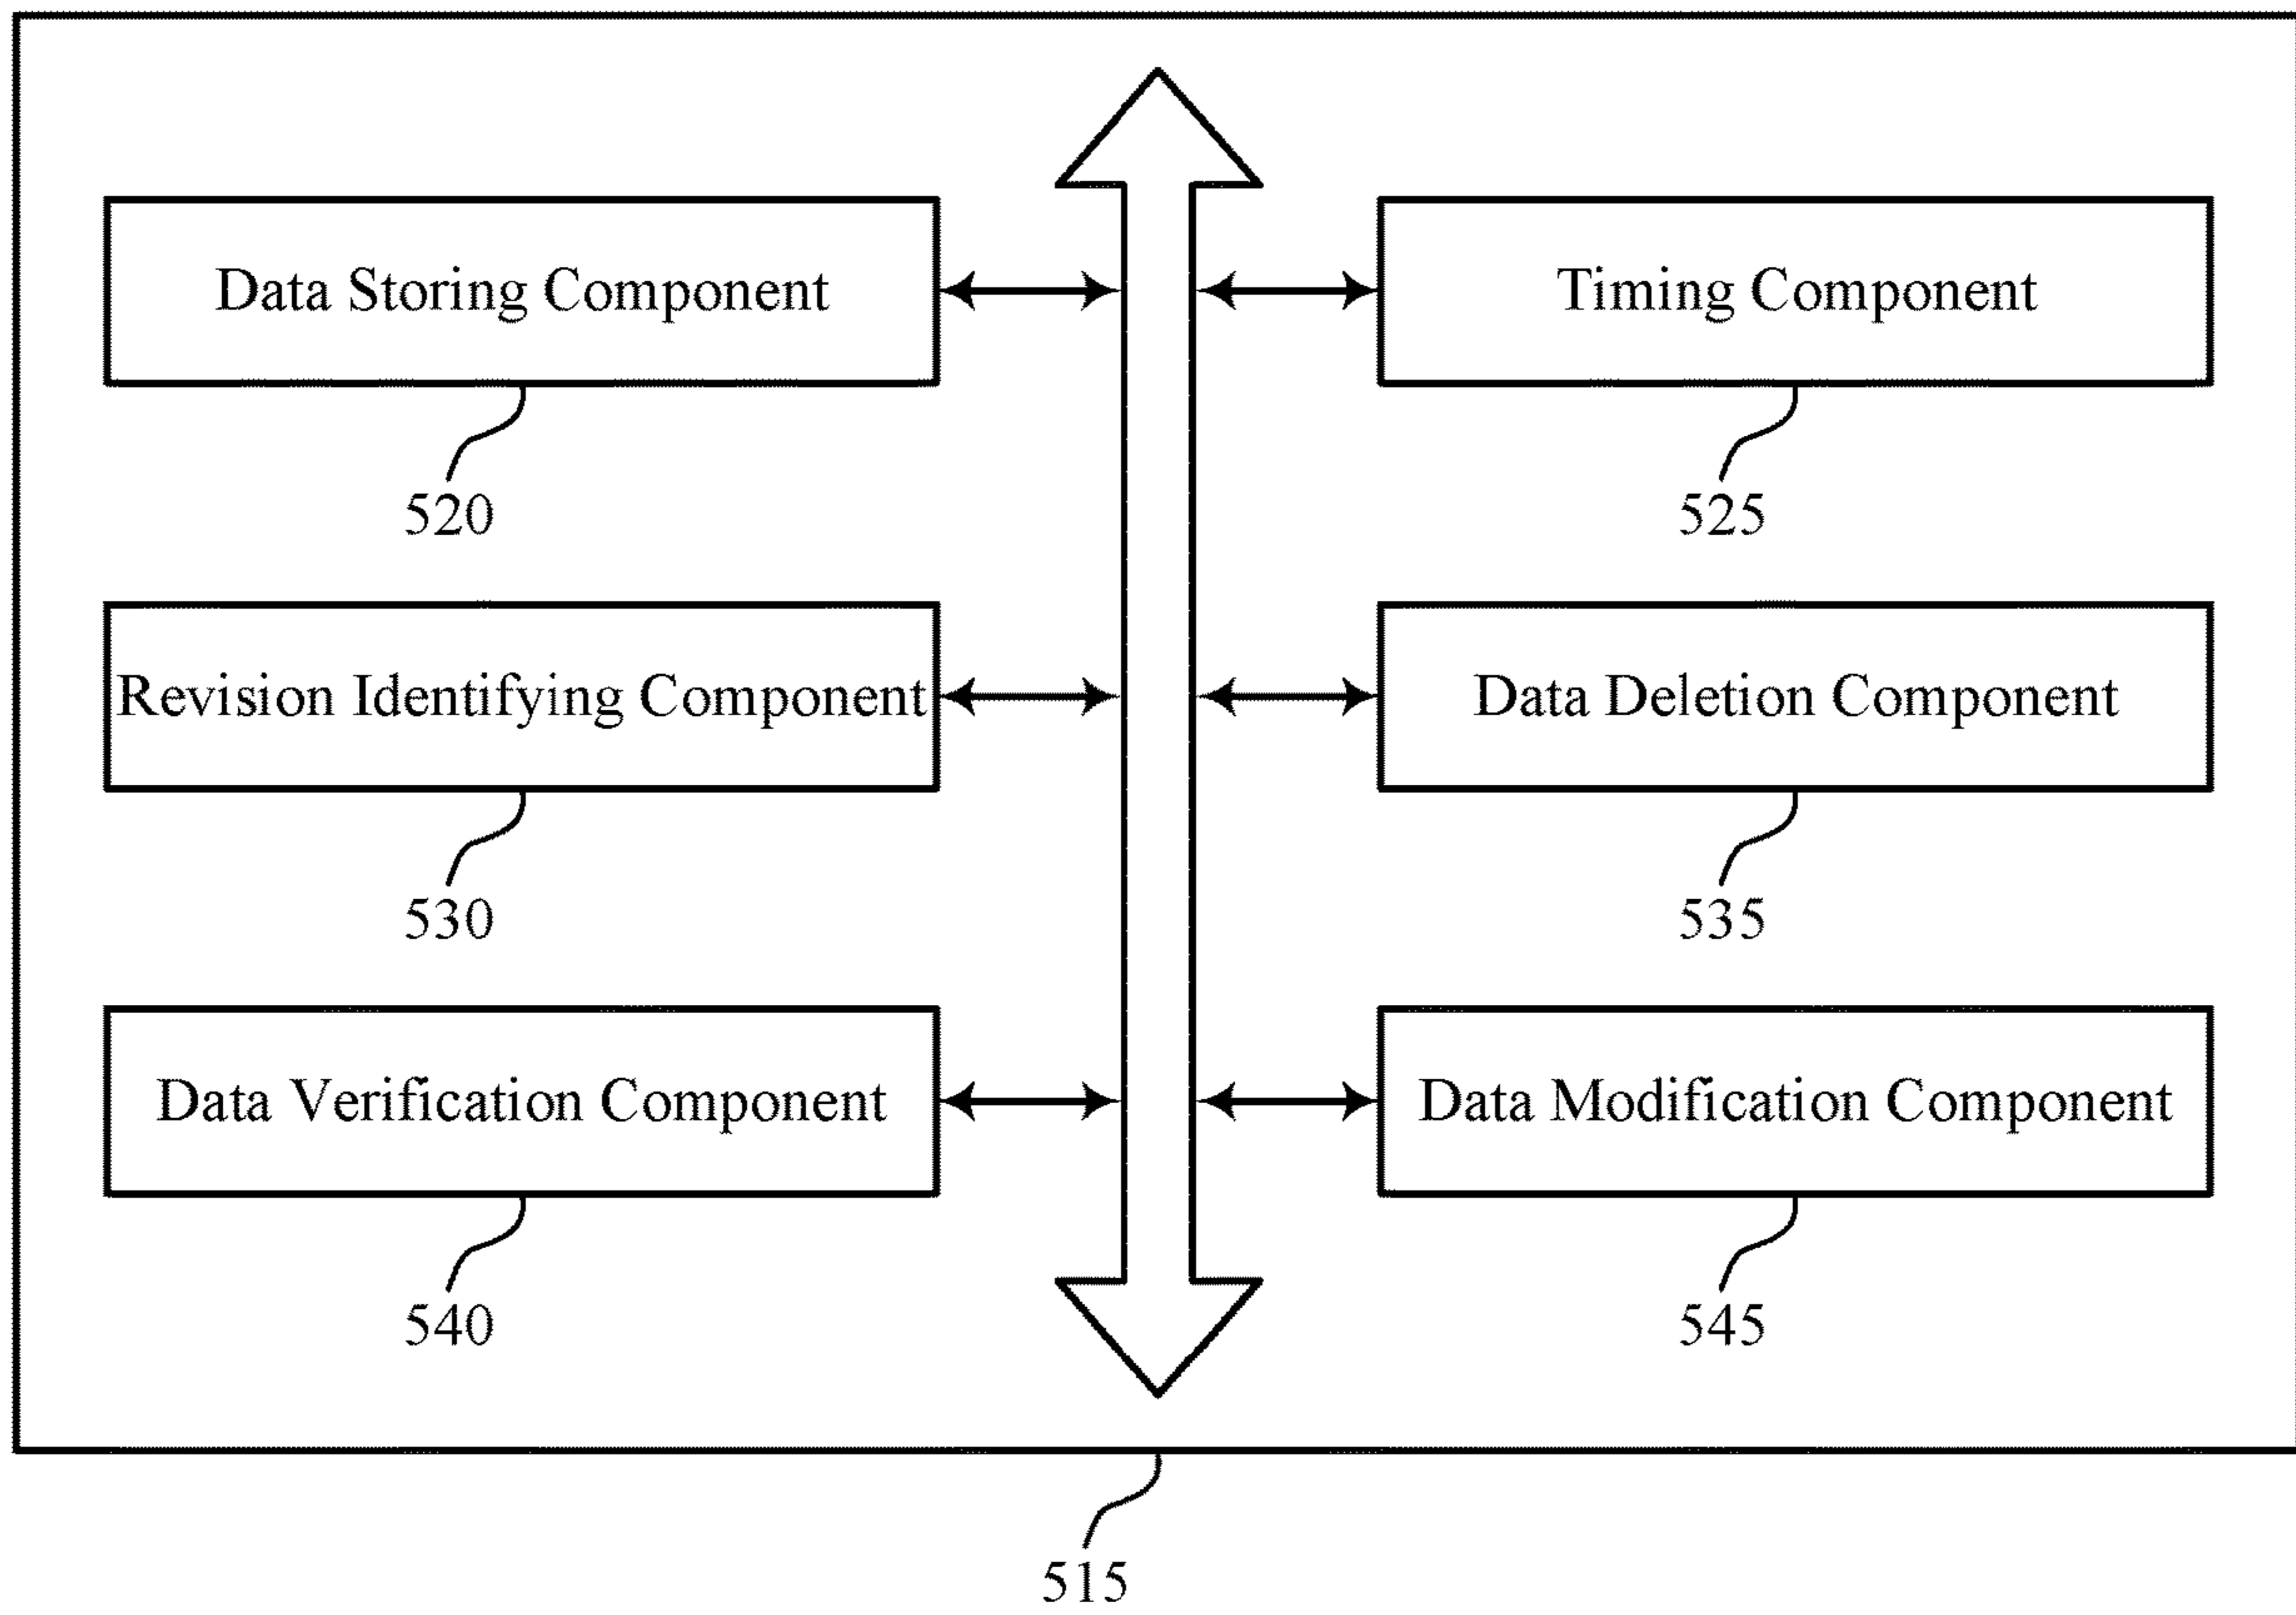 Data Storing Component
Timing Component
520
525
Revision Identifying Component
Data Deletion Component
530
535
Data Verification Component
Data Modification Component
540
545
515